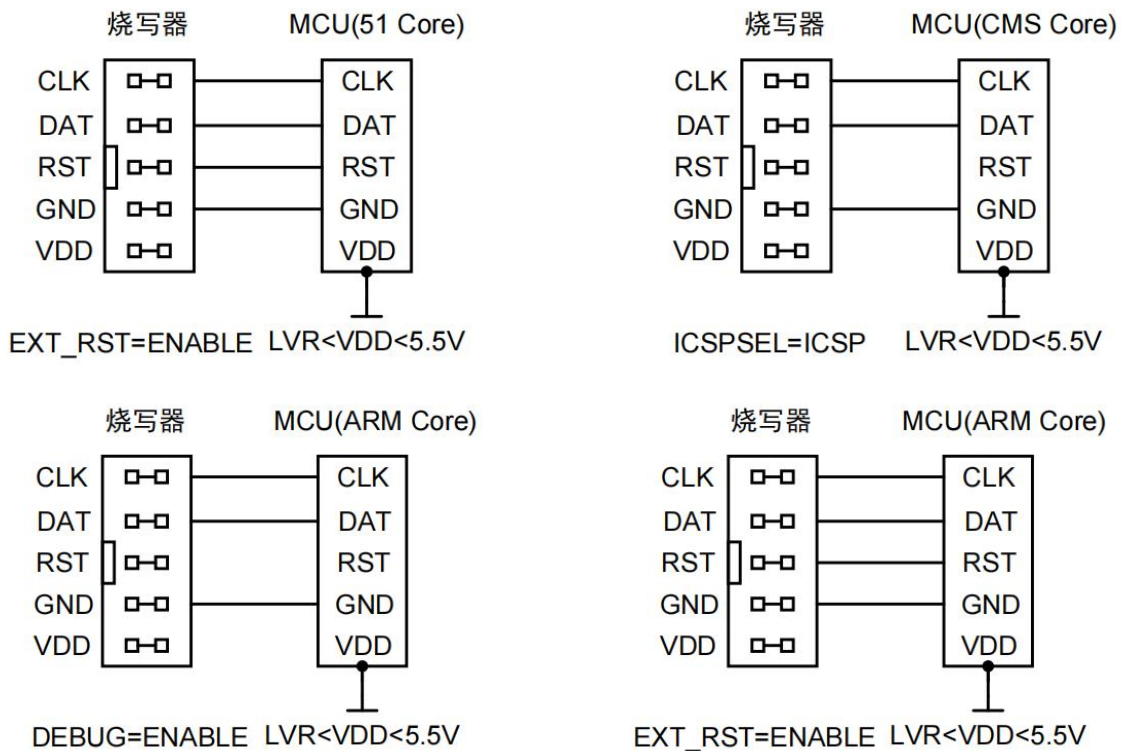 烧写器 MCU(51 Core)
CLK CLK
DAT DAT
RST RST
GND GND
VDD VDD
EXT_RST=ENABLE LVR<VDD<5.5V
烧写器 MCU(CMS Core)
CLK CLK
DAT DAT
RST RST
GND GND
VDD VDD
ICSPSEL=ICSP LVR<VDD<5.5V
烧写器 MCU(ARM Core)
CLK CLK
DAT DAT
RST RST
GND GND
VDD VDD
DEBUG=ENABLE LVR<VDD<5.5V
烧写器 MCU(ARM Core)
CLK CLK
DAT DAT
RST RST
GND GND
VDD VDD
EXT_RST=ENABLE LVR<VDD<5.5V